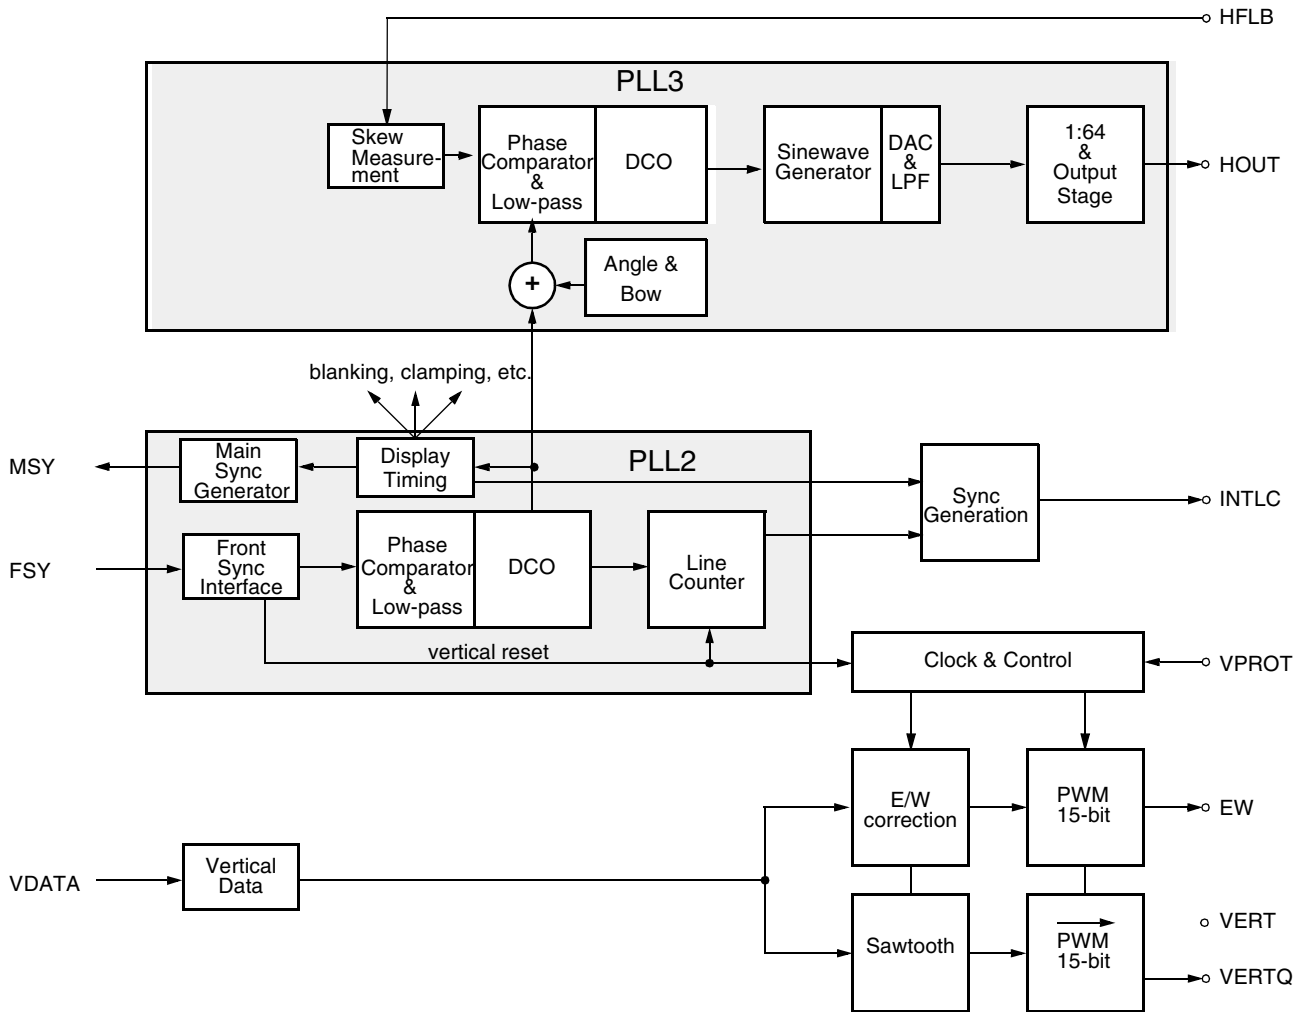 HFLB
PLL3
Skew
Measure-
ment
Phase
Comparator
&
Low-pass
DCO
Sinewave
Generator
DAC
&
LPF
1:64
&
Output
Stage
HOUT
+
Angle &
Bow
blanking, clamping, etc.
PLL2
MSY
Main
Sync
Generator
Display
Timing
Sync
Generation
INTLC
FSY
Front
Sync
Interface
Phase
Comparator
&
Low-pass
DCO
Line
Counter
vertical reset
Clock & Control
VPROT
E/W
correction
PWM
15-bit
EW
VDATA
Vertical
Data
Sawtooth
PWM
15-bit
VERT
VERTQ